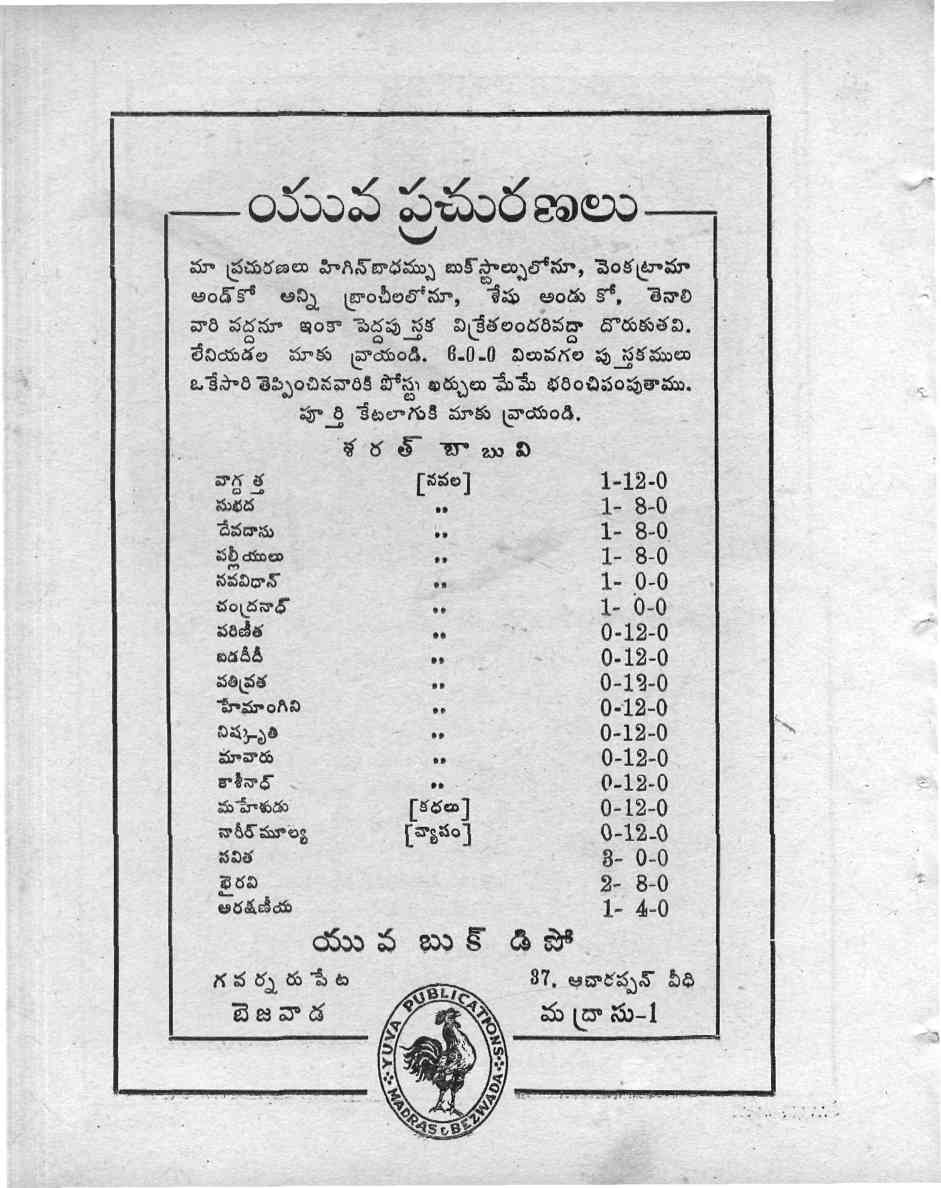 యువ ప్రచురణలు
మా ప్రచురణలు హిగిన్‌బాధమ్సు బుక్‌స్టాల్సులోనూ, వెంకట్రామా
అండ్‌కో అన్ని బ్రాంచీలలోనూ, శేషు అండు కో, తెనాలి
వారి వద్దనూ ఇంకా పెద్దపుస్తక విక్రేతలందరివద్దా దొరుకుతవి.
లేనియడల మాకు వ్రాయండి. 6-0-0 విలువగల పుస్తకములు
ఒకేసారి తెప్పించినవారికి పోస్టు ఖర్చులు మేమే భరించిపంపుతాము.
పూర్తి కేటలాగుకి మాకు వ్రాయండి.
శరత్ బాబువి
వాగ్దత్త [నవల] 1-12-0
సుఖద ,, 1- 8-0
దేవదాసు ,, 1- 8-0
పల్లీయులు ,, 1- 8-0
నవవిధాన్ ,, 1- 0-0
చంద్రనాధ్ ,, 1- 0-0
పరిణీత ,, 0-12-0
బడదీదీ ,, 0-12-0
పతివ్రత ,, 0-12-0
హేమాంగిని ,, 0-12-0
నిష్కృతి ,, 0-12-0
మావారు ,, 0-12-0
కాశీనాధ్ ,, 0-12-0
మహేశుడు [కధలు] 0-12-0
నారీర్‌మూల్య [వ్యాసం] 0-12-0
సవిత 3- 0-0
భైరవి 2- 8-0
ఆరక్షణీయ 1- 4-0
యువ బుక్ డిపో
గవర్నరుపేట 37. ఆచారప్పన్ వీధి
బెజవాడ మద్రాసు-1
YUVA PUBLICATIONS
MADRAS & BEZWADA